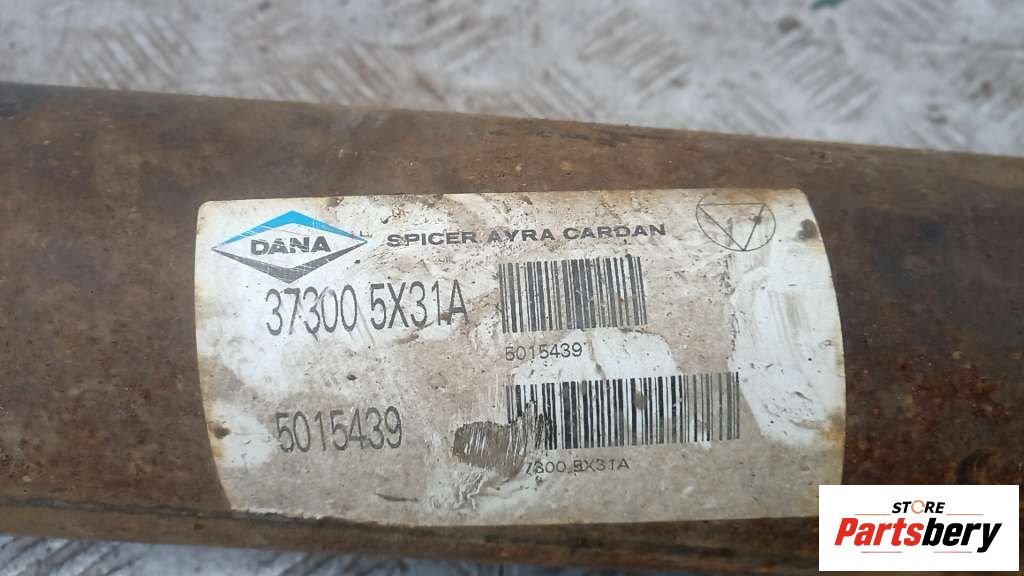 DANA SPICER AYRA CARDAN
37300 5X31A
5015439
5015439
7300 5X31A
STORE
Partsbery